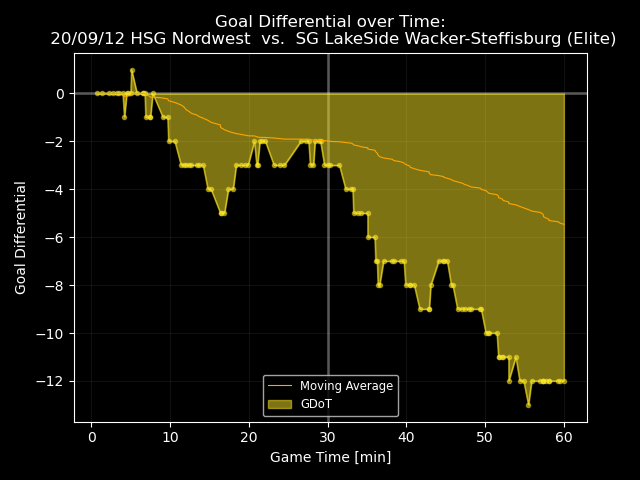 Goal Differential over Time:
20/09/12 HSG Nordwest  vs.  SG LakeSide Wacker-Steffisburg (Elite)
Goal Differential
0
−2
−4
−6
−8
−10
−12
Moving Average
GDoT
0 10 20 30 40 50 60
Game Time [min]